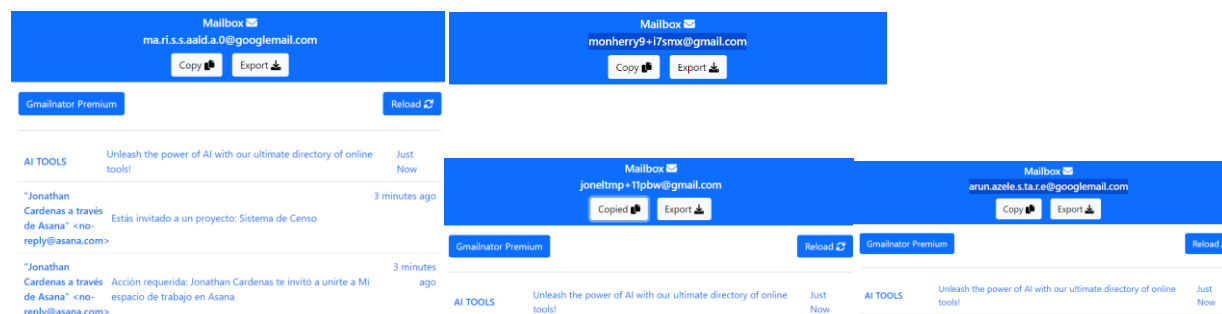 Mailbox
ma.ri.s.s.aald.a.0@googlemail.com
Copy
Export
Gmailnator Premium
Reload
AI TOOLS
Unleash the power of AI with our ultimate directory of online
tools!
Just
Now
"Jonathan
Cardenas a través
de Asana" <no-
reply@asana.com>
Estás invitado a un proyecto: Sistema de Censo
3 minutes ago
"Jonathan
Cardenas a través
de Asana" <no-
reply@asana.com>
Acción requerida: Jonathan Cardenas te invitó a unirte a Mi
espacio de trabajo en Asana
3 minutes
ago
Mailbox
monherry9+i7smx@gmail.com
Copy
Export
Mailbox
joneltmp+11pbw@gmail.com
Copied
Export
Gmailnator Premium
Reload
AI TOOLS
Unleash the power of AI with our ultimate directory of online
tools!
Just
Now
Mailbox
arun.azele.s.ta.r.e@googlemail.com
Copy
Export
Gmailnator Premium
Reload
AI TOOLS
Unleash the power of AI with our ultimate directory of online
tools!
Just
Now